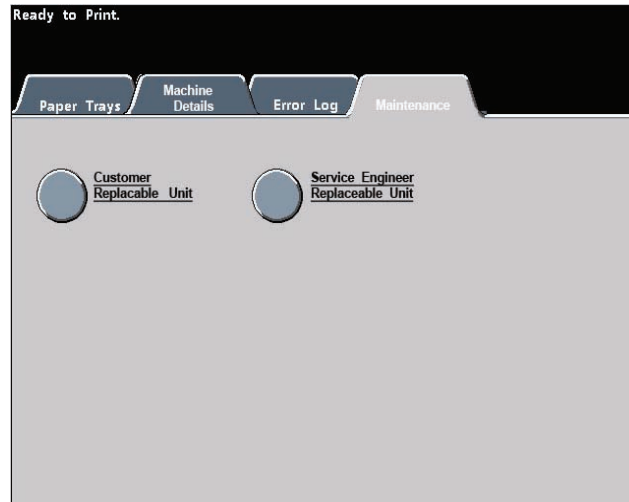 Ready to Print.
Paper Trays
Machine
Details
Error Log
Maintenance
Customer
Replacable Unit
Service Engineer
Replaceable Unit